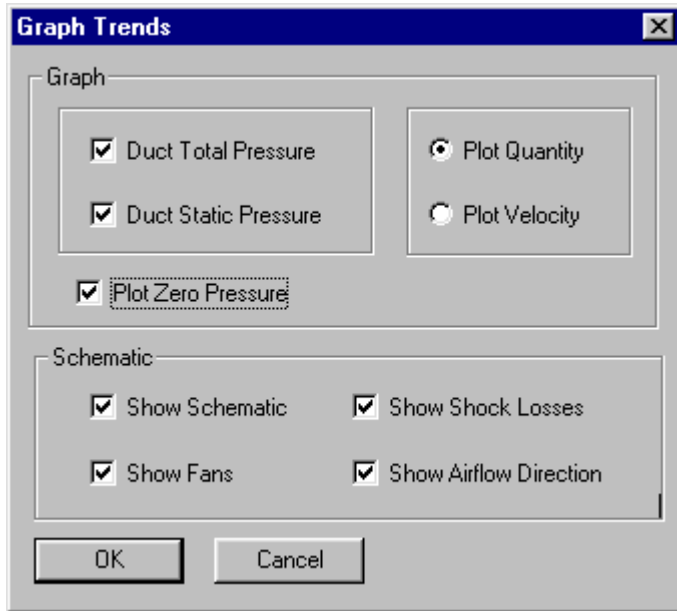 Graph Trends
Graph
Duct Total Pressure
Plot Quantity
Duct Static Pressure
Plot Velocity
Plot Zero Pressure
Schematic
Show Schematic
Show Shock Losses
Show Fans
Show Airflow Direction
OK
Cancel